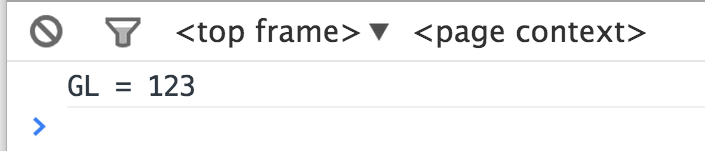 <top frame> <page context>
GL = 123